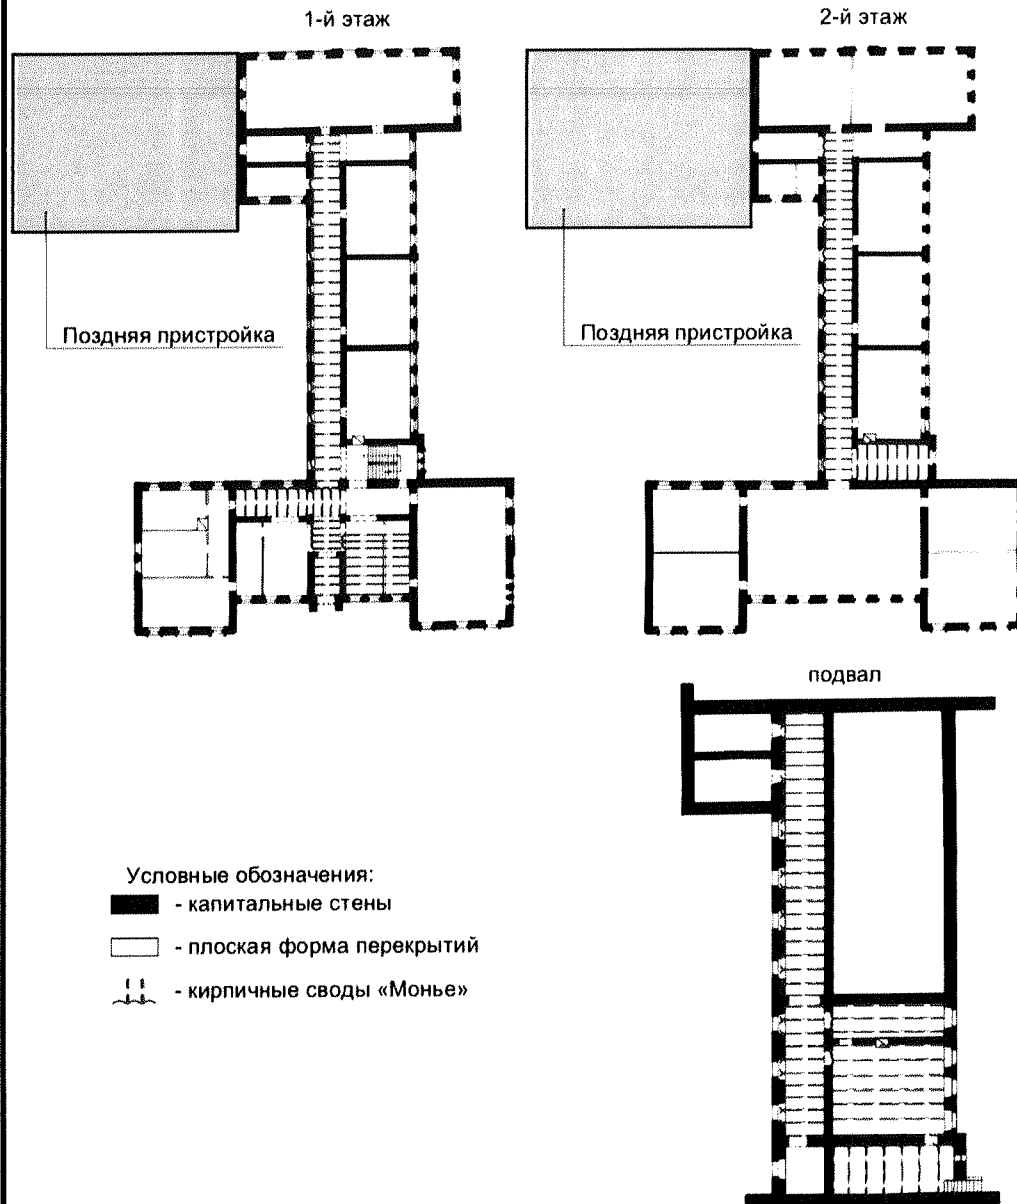 1-й этаж
2-й этаж
Поздняя пристройка
Поздняя пристройка
подвал
Условные обозначения:
- капитальные стены
- плоская форма перекрытий
- кирпичные своды «Монье»